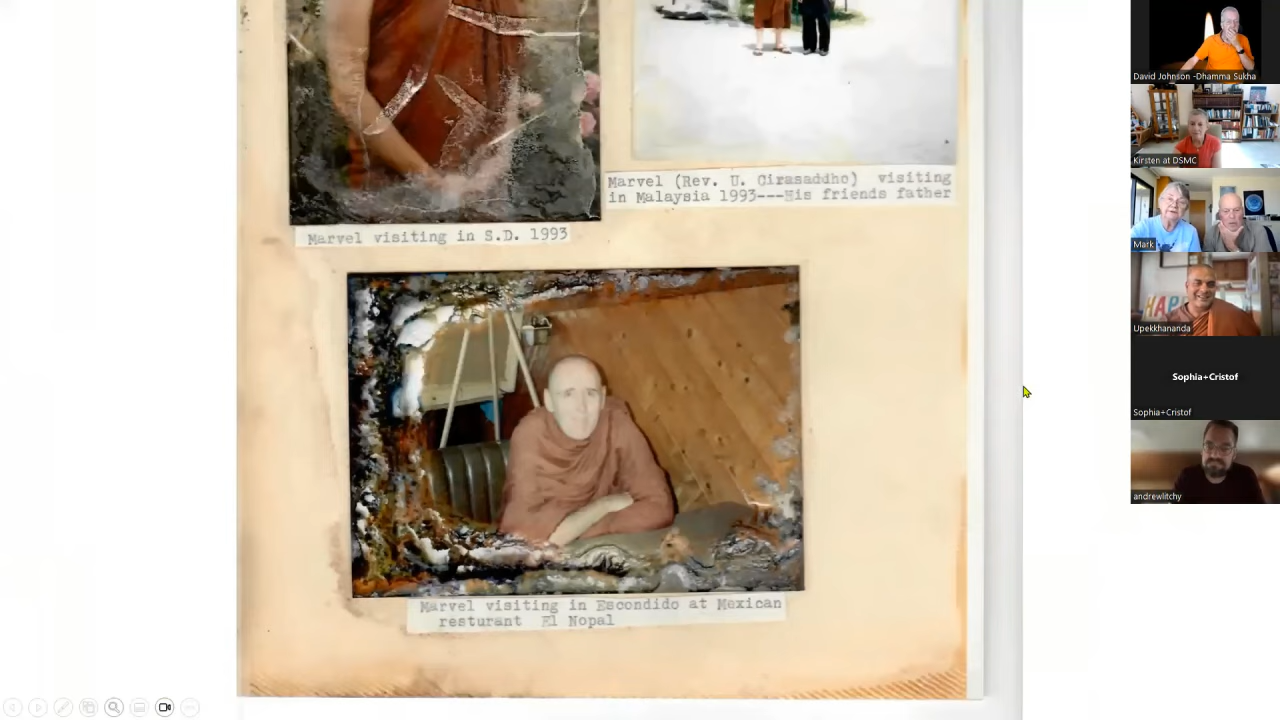 Marvel (Rev. U. Cirasaddho) visiting
in Malaysia 1993---His friends father
Marvel visiting in S.D. 1993
Marvel visiting in Escondido at Mexican
resturant El Nopal
David Johnson -Dhamma Sukha
Kirsten at DSMC
Mark
HAP
Upekkhananda
Sophia+Cristof
Sophia+Cristof
andrewlitchy